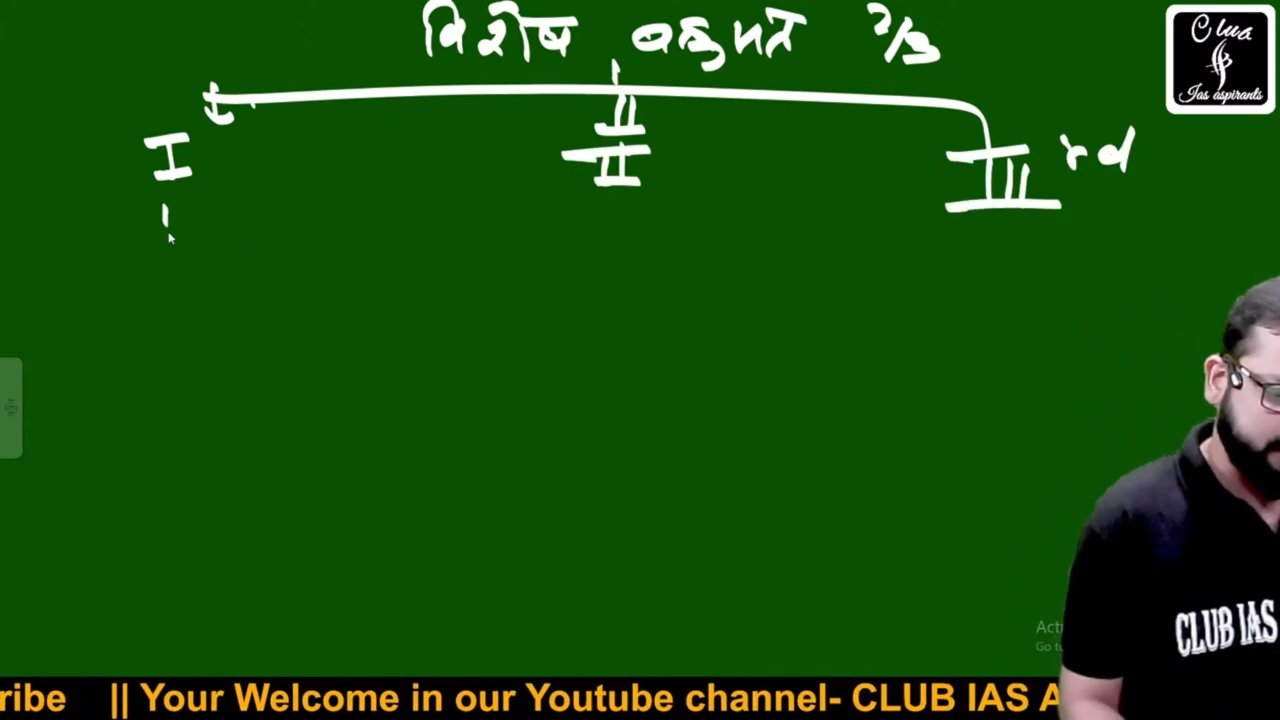 विशेष बहुमत 2/3
I
II
III rd
Club
Ias aspirants
CLUB IAS
ribe || Your Welcome in our Youtube channel- CLUB IAS A